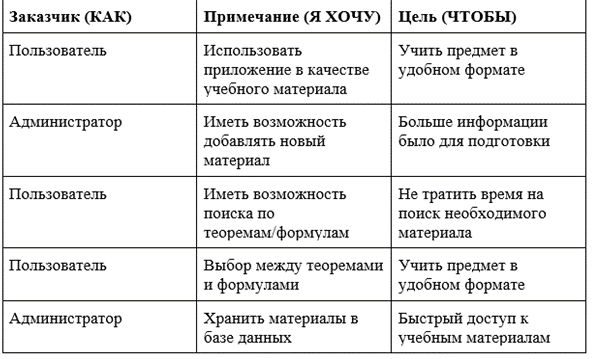 Заказчик (КАК) Примечание (Я ХОЧУ) Цель (ЧТОБЫ)
Пользователь Использовать Учить предмет в
приложение в качестве удобном формате
учебного материала
Администратор Иметь возможность Больше информации
добавлять новый было для подготовки
материал
Пользователь Иметь возможность Не тратить время на
поиска по поиск необходимого
теоремам/формулам материала
Пользователь Выбор между теоремами Учить предмет в
и формулами удобном формате
Администратор Хранить материалы в Быстрый доступ к
базе данных учебным материалам